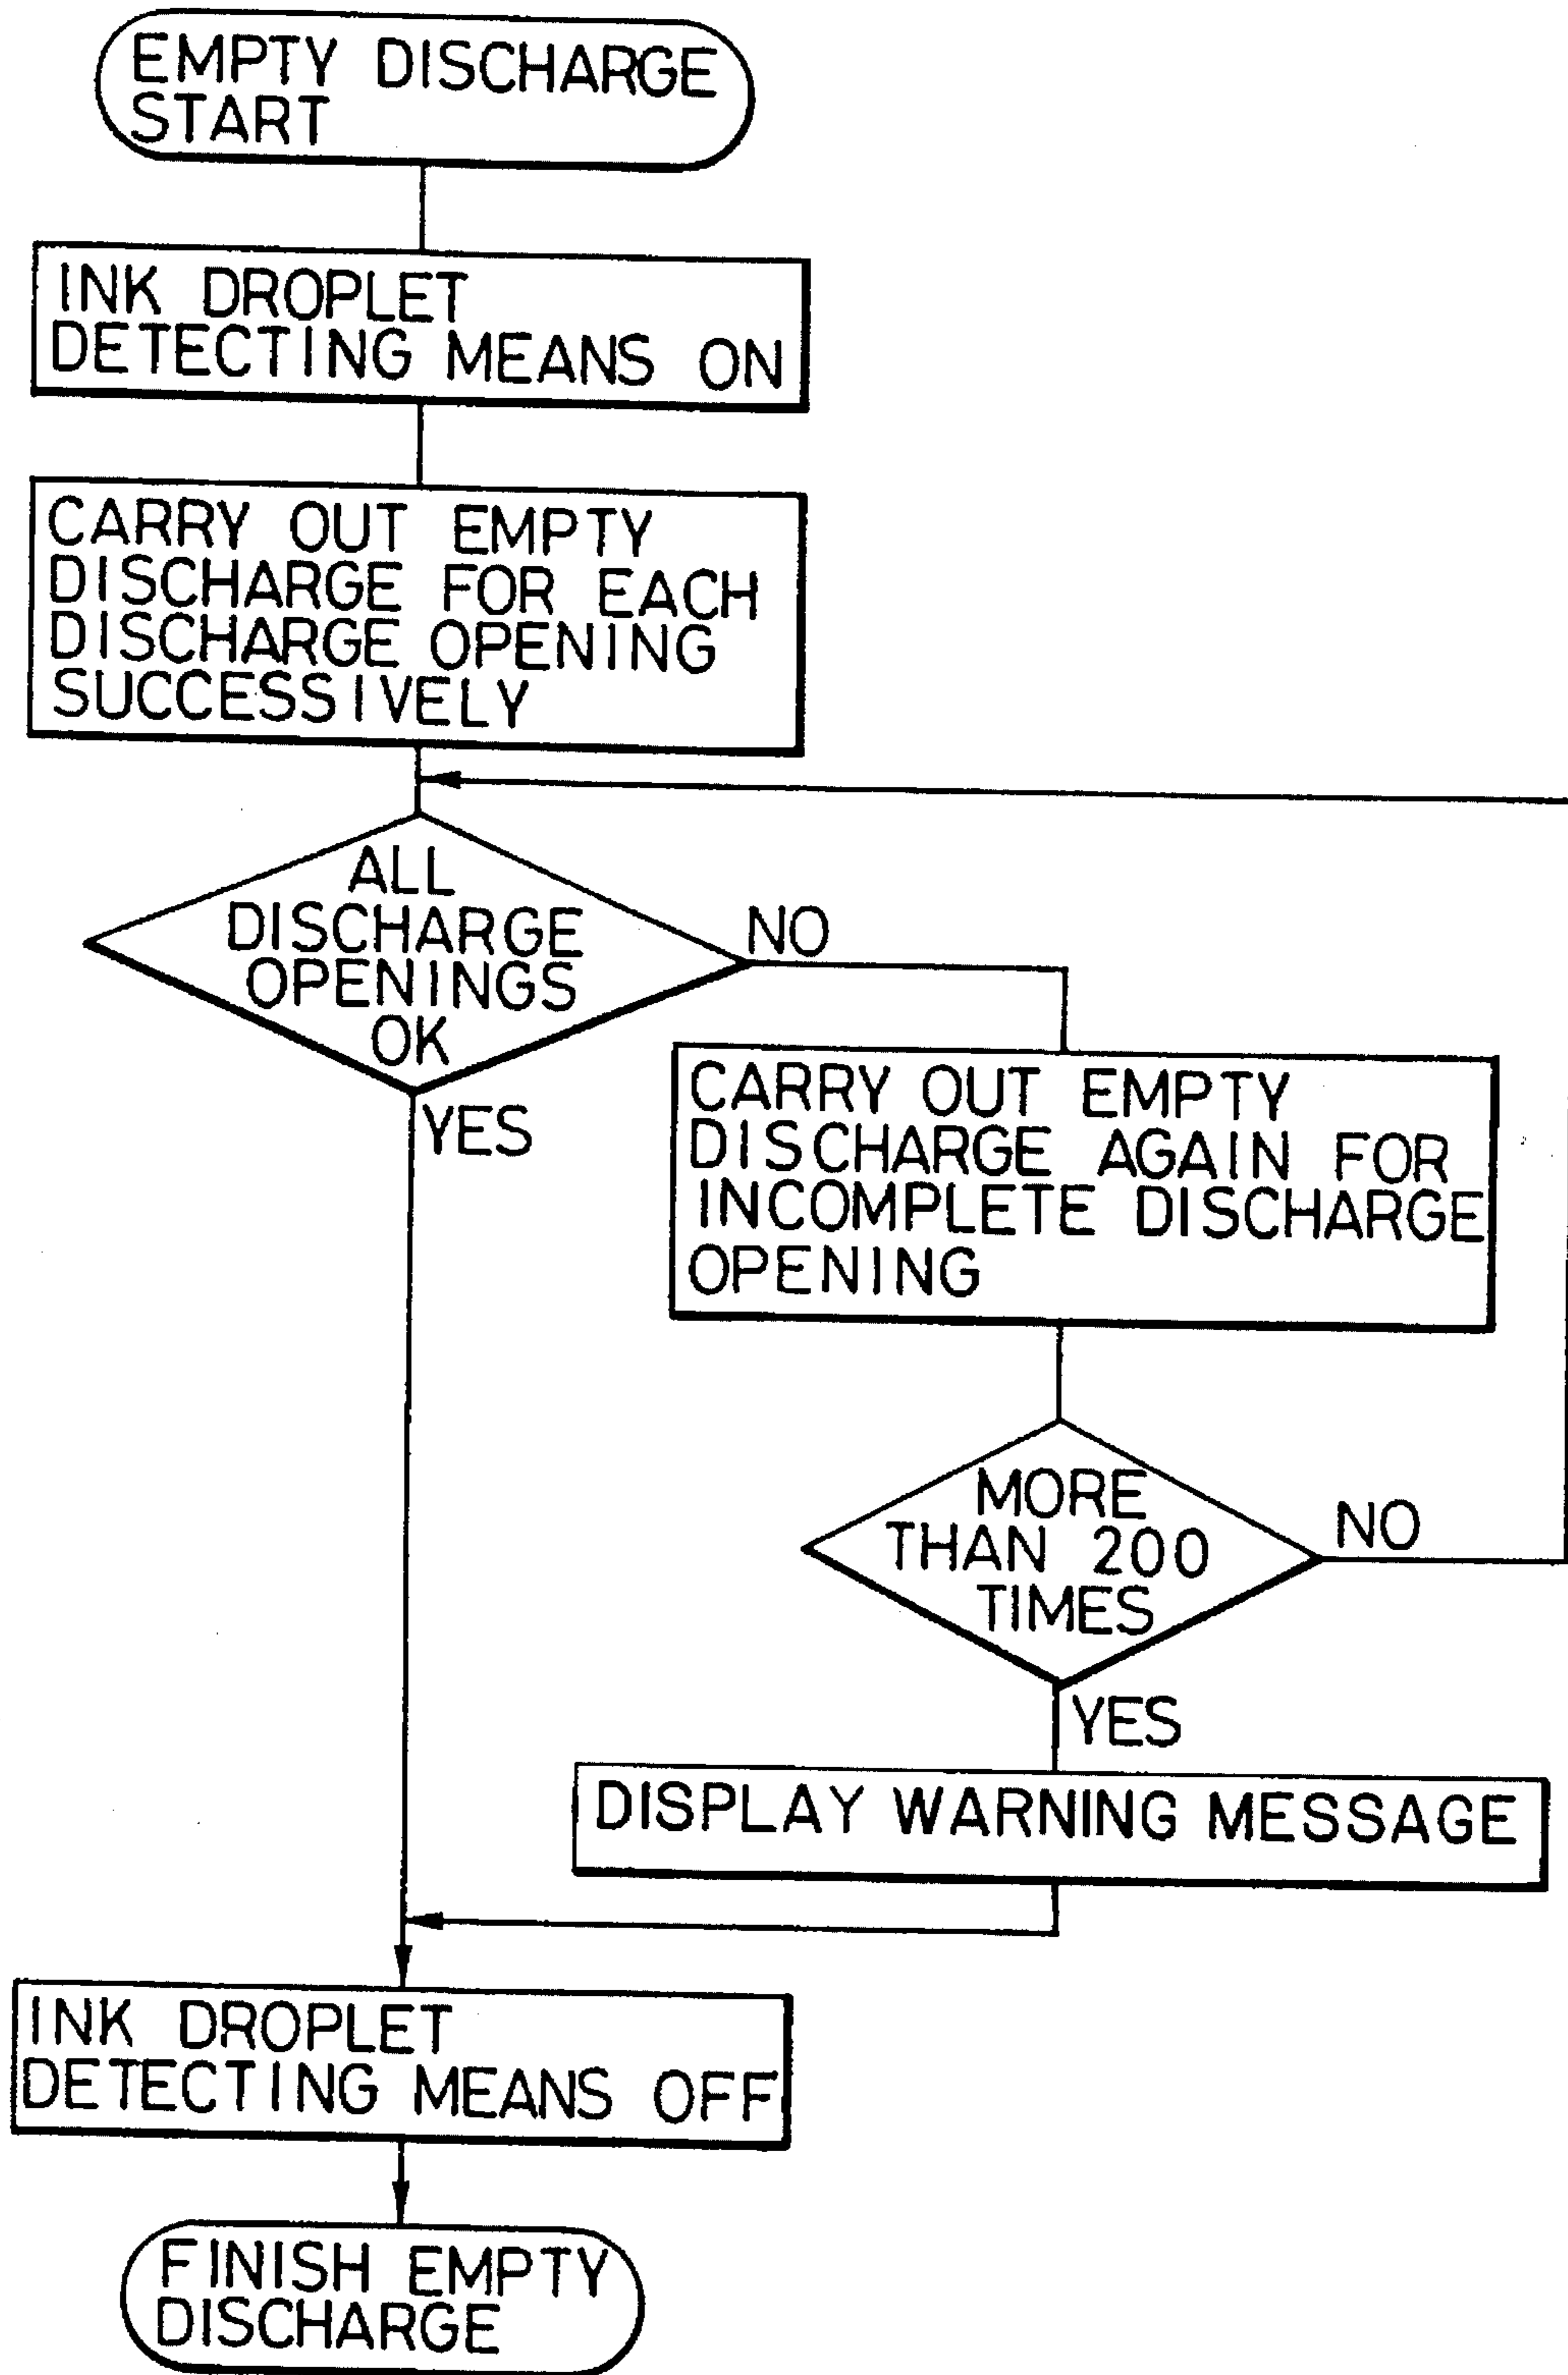 EMPTY DISCHARGE
START
INK DROPLET
DETECTING MEANS ON
CARRY OUT EMPTY
DISCHARGE FOR EACH
DISCHARGE OPENING
SUCCESSIVELY
ALL
DISCHARGE
OPENINGS
OK
NO
YES
CARRY OUT EMPTY
DISCHARGE AGAIN FOR
INCOMPLETE DISCHARGE
OPENING
MORE
THAN 200
TIMES
NO
YES
DISPLAY WARNING MESSAGE
INK DROPLET
DETECTING MEANS OFF
FINISH EMPTY
DISCHARGE